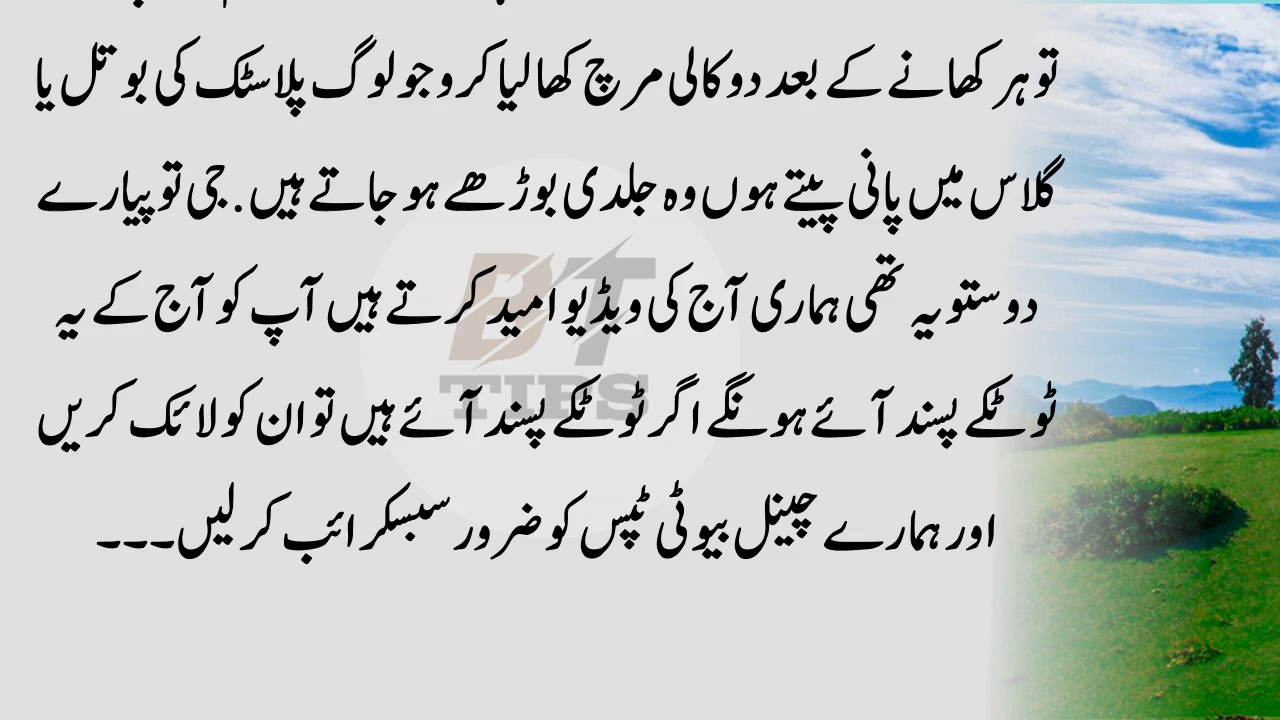 تو ہر کھانے کے بعد دو کالی مرچ کھا لیا کرو جو لوگ پلاسٹک کی بوتل یا
گلاس میں پانی پیتے ہوں وہ جلدی بوڑھے ہو جاتے ہیں. جی تو پیارے
دوستو یہ تھی ہماری آج کی ویڈیو امید کرتے ہیں آپ کو آج کے یہ
ٹوٹکے پسند آئے ہونگے اگر ٹوٹکے پسند آئے ہیں تو ان کو لائک کریں
اور ہمارے چینل بیوٹی ٹپس کو ضرور سبسکرائب کر لیں۔۔۔
BT